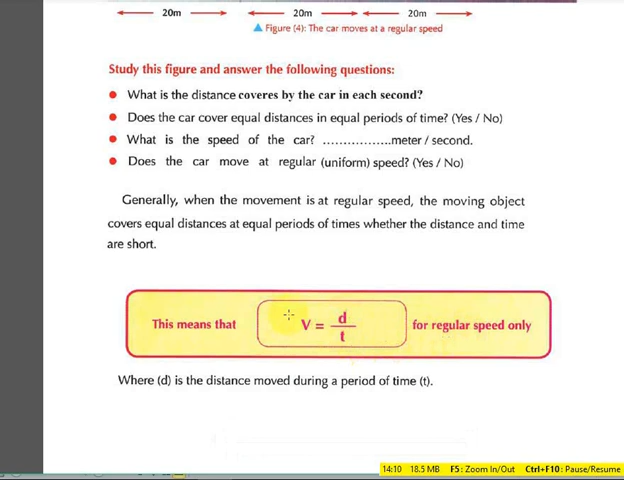 20m 20m 20m
▲ Figure (4): The car moves at a regular speed
Study this figure and answer the following questions:
● What is the distance coveres by the car in each second?
● Does the car cover equal distances in equal periods of time? (Yes / No)
● What is the speed of the car? .................meter / second.
● Does the car move at regular (uniform) speed? (Yes / No)
Generally, when the movement is at regular speed, the moving object
covers equal distances at equal periods of times whether the distance and time
are short.
This means that V = d / t for regular speed only
Where (d) is the distance moved during a period of time (t).
14:10 18.5 MB F5: Zoom In/Out Ctrl+F10: Pause/Resume